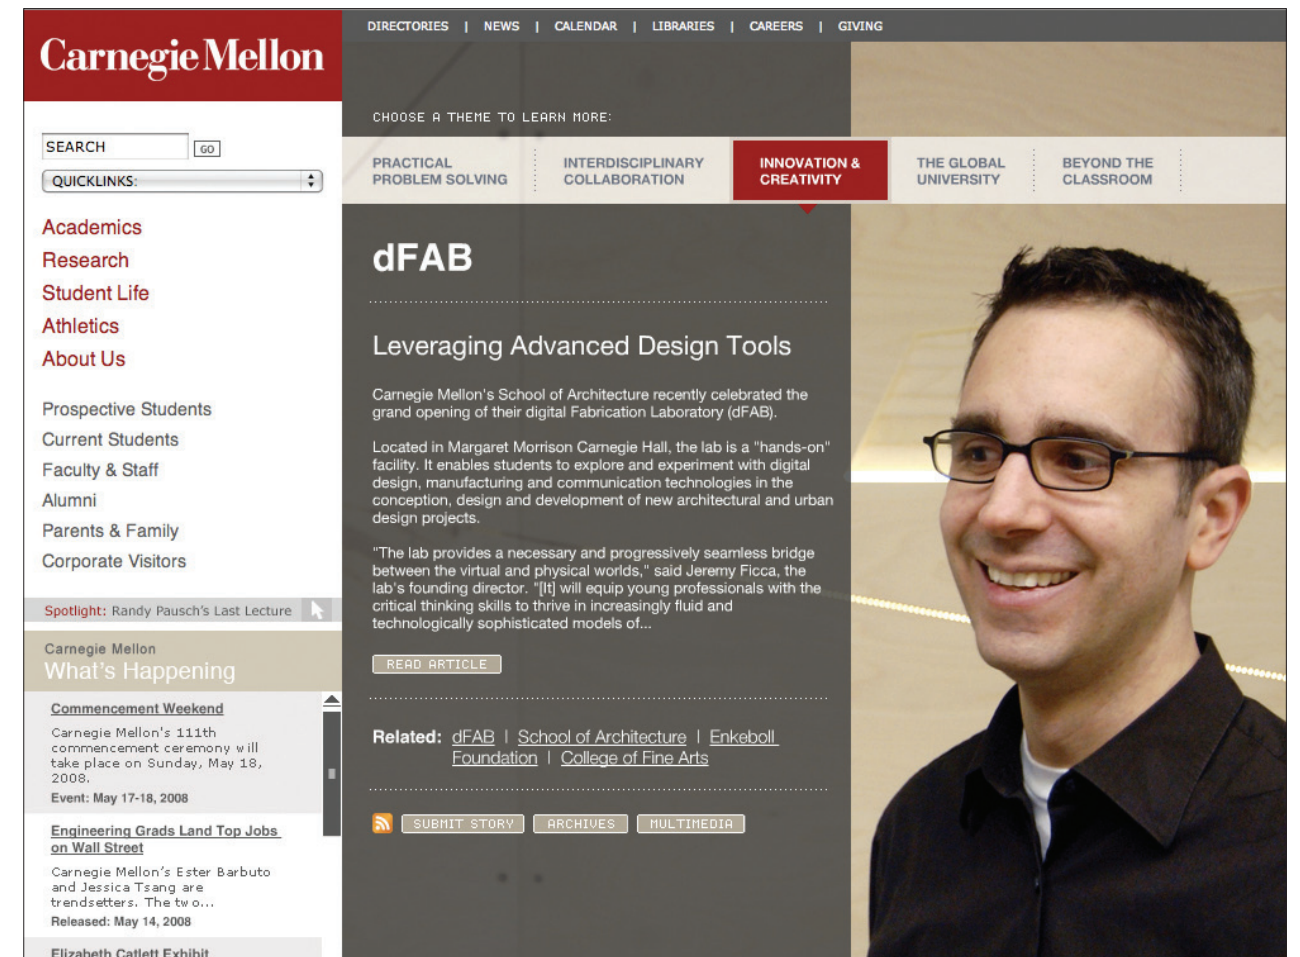 Carnegie Mellon
DIRECTORIES | NEWS | CALENDAR | LIBRARIES | CAREERS | GIVING
SEARCH GO
QUICKLINKS:
Academics
Research
Student Life
Athletics
About Us
Prospective Students
Current Students
Faculty & Staff
Alumni
Parents & Family
Corporate Visitors
Spotlight: Randy Pausch's Last Lecture
Carnegie Mellon
What's Happening
Commencement Weekend
Carnegie Mellon's 111th
commencement ceremony will
take place on Sunday, May 18,
2008.
Event: May 17-18, 2008
Engineering Grads Land Top Jobs
on Wall Street
Carnegie Mellon's Ester Barbuto
and Jessica Tsang are
trendsetters. The two...
Released: May 14, 2008
Elizabeth Catlett Exhibit
CHOOSE A THEME TO LEARN MORE:
PRACTICAL
PROBLEM SOLVING
INTERDISCIPLINARY
COLLABORATION
INNOVATION &
CREATIVITY
THE GLOBAL
UNIVERSITY
BEYOND THE
CLASSROOM
dFAB
Leveraging Advanced Design Tools
Carnegie Mellon's School of Architecture recently celebrated the
grand opening of their digital Fabrication Laboratory (dFAB).
Located in Margaret Morrison Carnegie Hall, the lab is a "hands-on"
facility. It enables students to explore and experiment with digital
design, manufacturing and communication technologies in the
conception, design and development of new architectural and urban
design projects.
"The lab provides a necessary and progressively seamless bridge
between the virtual and physical worlds," said Jeremy Ficca, the
lab's founding director. "[It] will equip young professionals with the
critical thinking skills to thrive in increasingly fluid and
technologically sophisticated models of...
READ ARTICLE
Related: dFAB | School of Architecture | Enkeboll
Foundation | College of Fine Arts
SUBMIT STORY ARCHIVES MULTIMEDIA